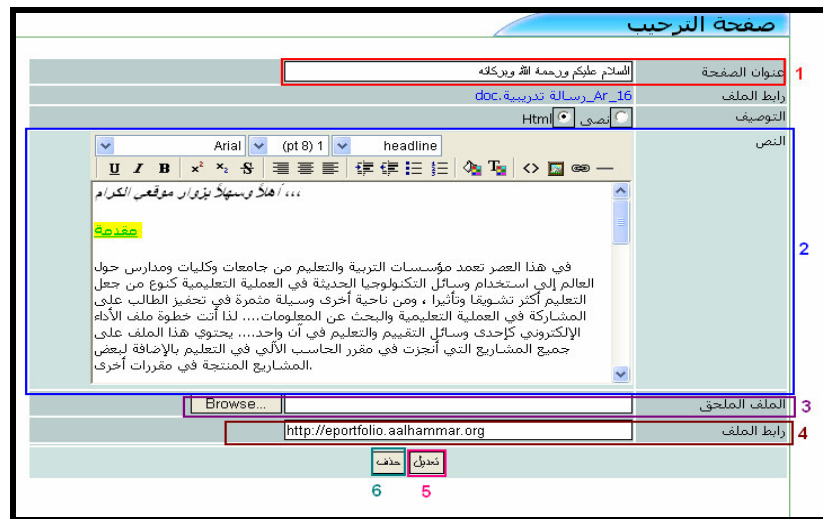 صفحة الترحيب
عنوان الصفحة السلام عليكم ورحمة الله وبركاته 1
رابط الملف Ar_16_رسالة تدريبية.doc
التوصيف نصي Html
النص
headline 1 (8 pt) Arial
U I B x² x₂ S
أهلاً وسهلاً بزوار موقعي الكرام ،،،
مقدمة
في هذا العصر تعمد مؤسسات التربية والتعليم من جامعات وكليات ومدارس حول
العالم إلى استخدام وسائل التكنولوجيا الحديثة في العملية التعليمية كنوع من جعل
التعليم أكثر تشويقا وتأثيرا ، ومن ناحية أخرى وسيلة مثمرة في تحفيز الطالب على
المشاركة في العملية التعليمية والبحث عن المعلومات.... لذا أتت خطوة ملف الأداء
الإلكتروني كإحدى وسائل التقييم والتعليم في آن واحد.... يحتوي هذا الملف على
جميع المشاريع التي أنجزت في مقرر الحاسب الآلي في التعليم بالإضافة لبعض
المشاريع المنتجة في مقررات أخرى.
2
الملف الملحق Browse... 3
رابط الملف http://eportfolio.aalhammar.org 4
تعديل حذف
6 5